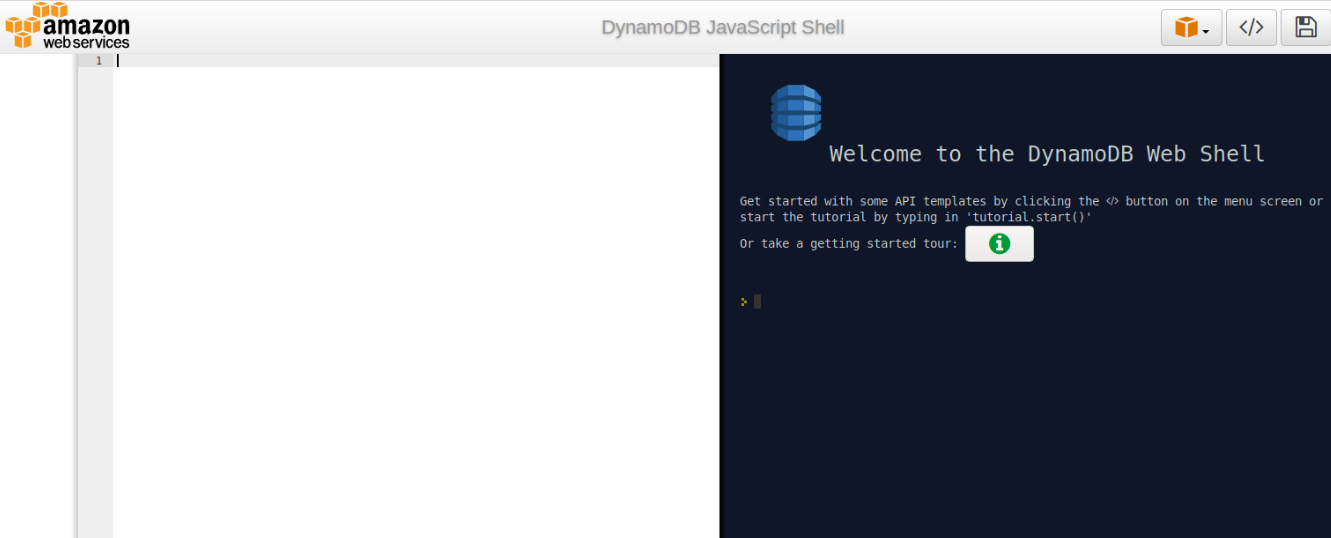 amazon
web services
DynamoDB JavaScript Shell
</>
1
Welcome to the DynamoDB Web Shell
Get started with some API templates by clicking the </> button on the menu screen or
start the tutorial by typing in 'tutorial.start()'
Or take a getting started tour:
>